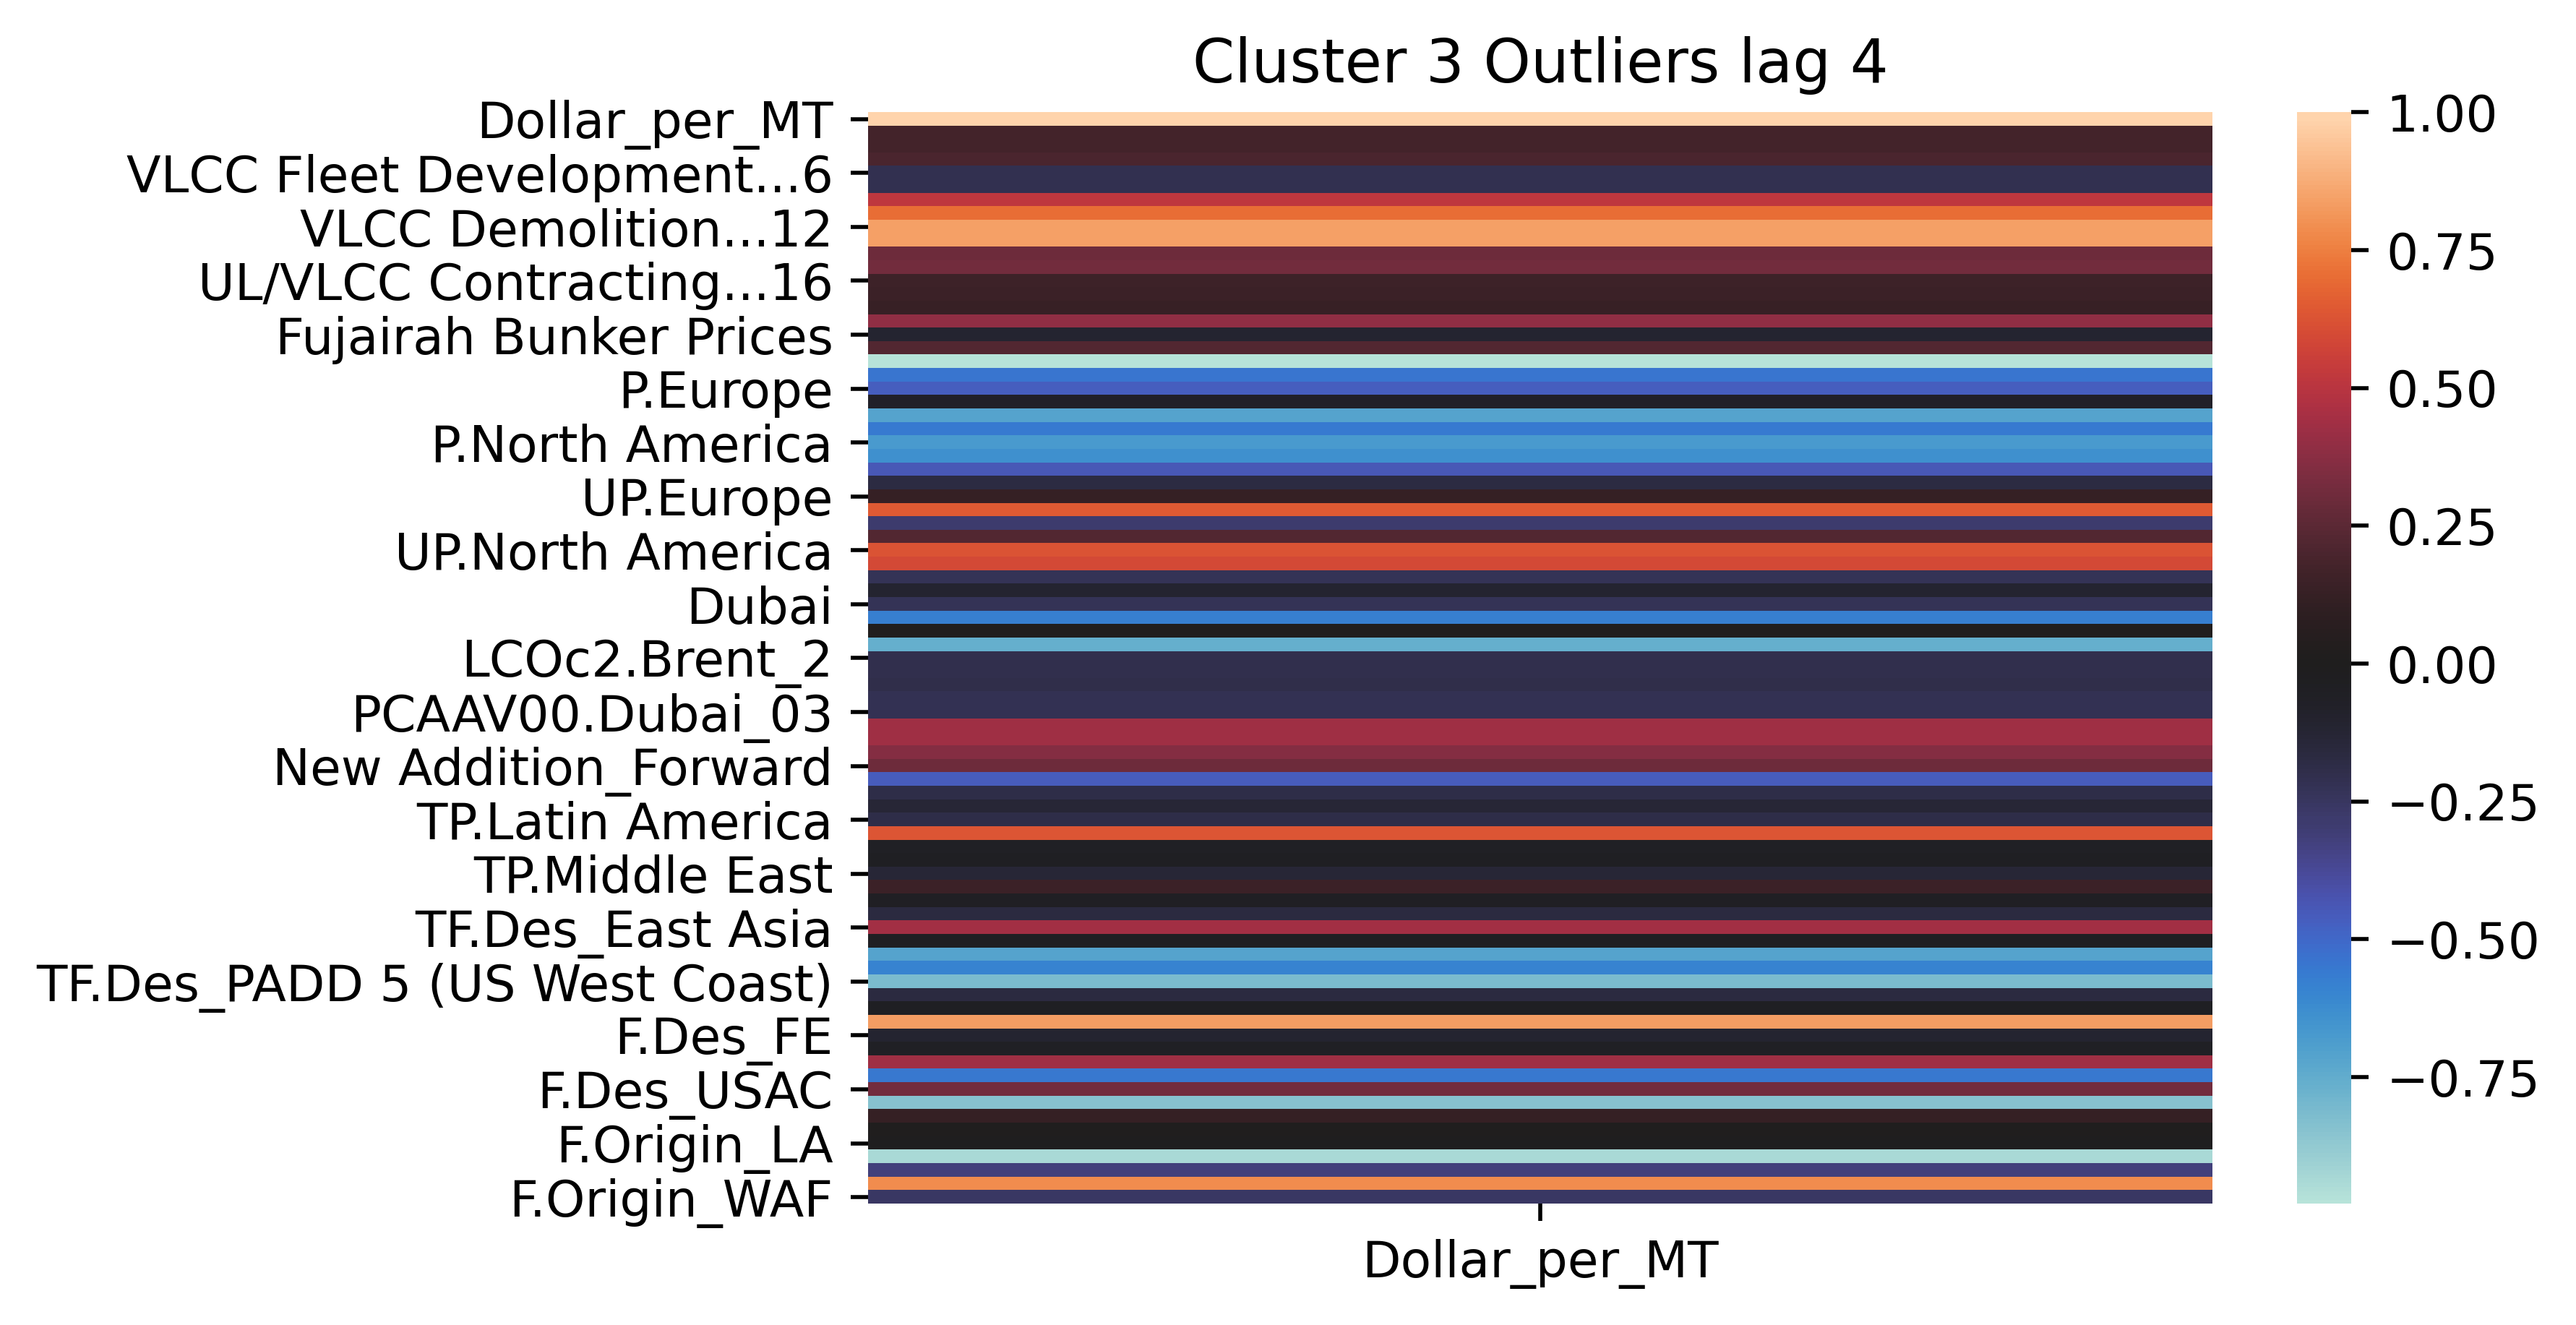 Cluster 3 Outliers lag 4
Dollar_per_MT
VLCC Fleet Development...6
VLCC Demolition...12
UL/VLCC Contracting...16
Fujairah Bunker Prices
P.Europe
P.North America
UP.Europe
UP.North America
Dubai
LCOc2.Brent_2
PCAAV00.Dubai_03
New Addition_Forward
TP.Latin America
TP.Middle East
TF.Des_East Asia
TF.Des_PADD 5 (US West Coast)
F.Des_FE
F.Des_USAC
F.Origin_LA
F.Origin_WAF
Dollar_per_MT
1.00
0.75
0.50
0.25
0.00
−0.25
−0.50
−0.75